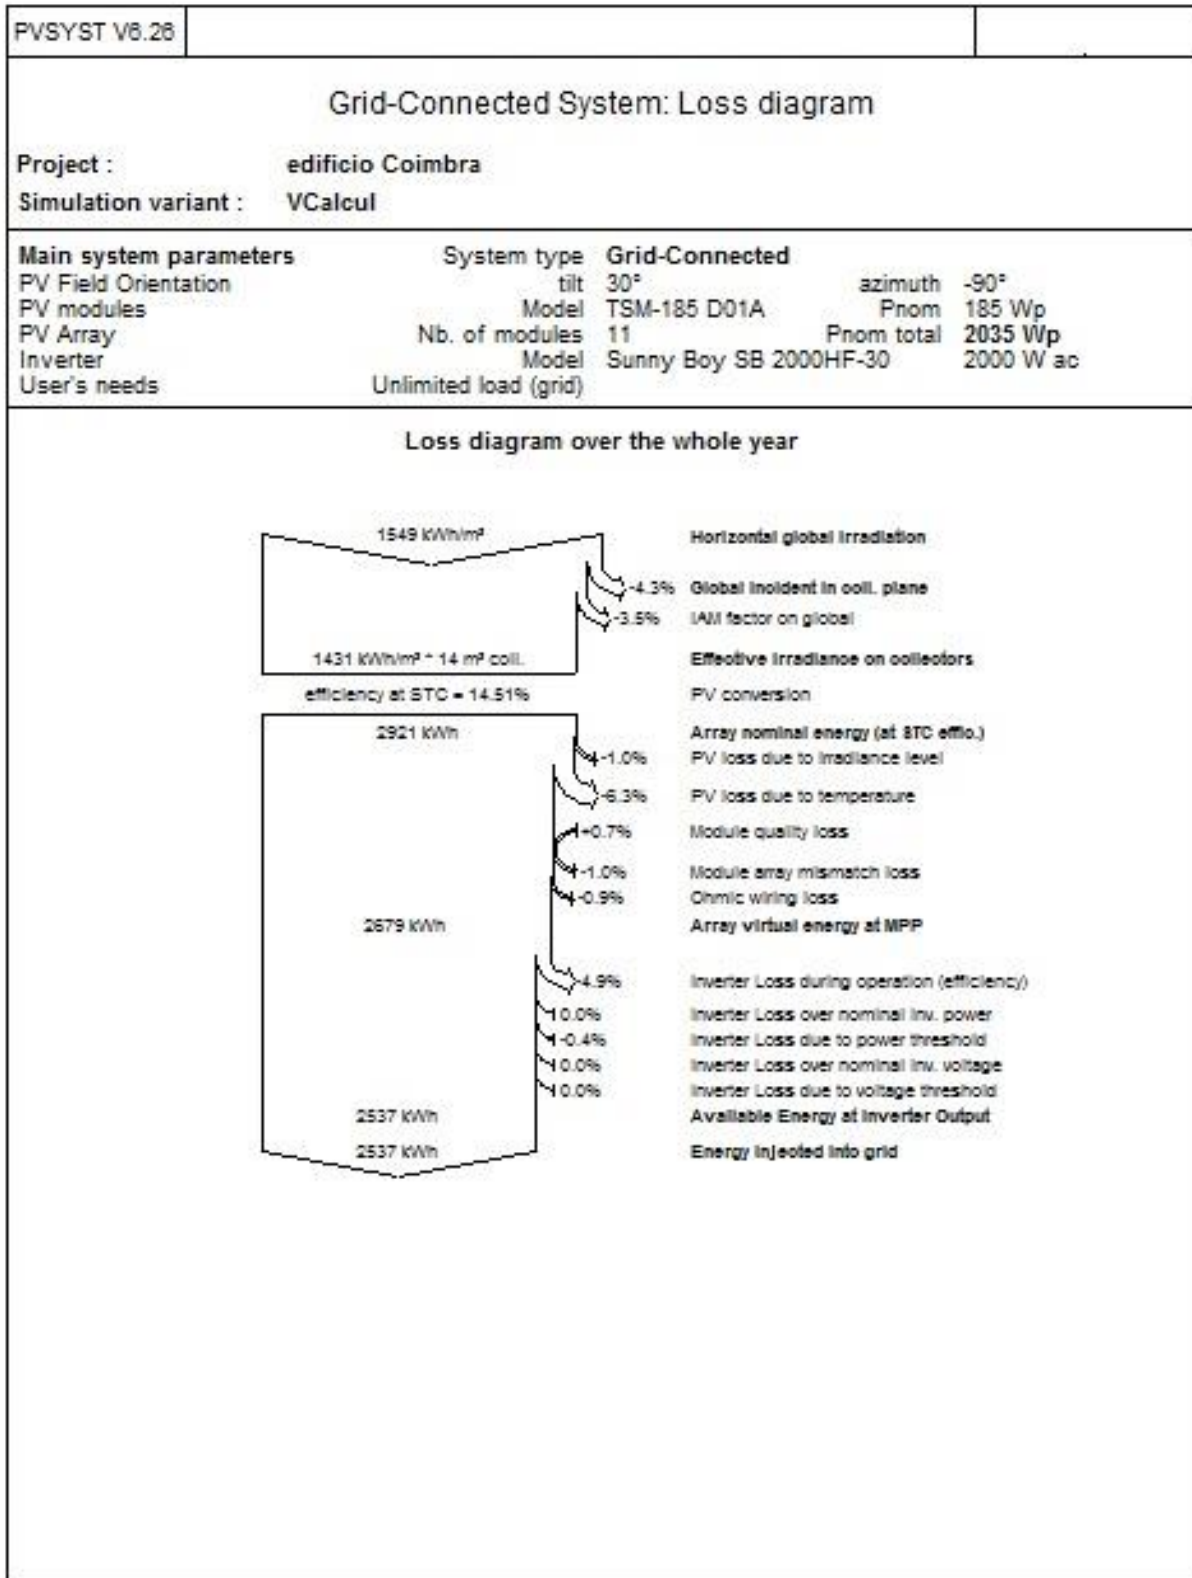 PVSYST V6.26
Grid-Connected System: Loss diagram
Project : edificio Coimbra
Simulation variant : VCalcul
Main system parameters System type Grid-Connected
PV Field Orientation tilt 30° azimuth -90°
PV modules Model TSM-185 D01A Pnom 185 Wp
PV Array Nb. of modules 11 Pnom total 2035 Wp
Inverter Model Sunny Boy SB 2000HF-30 2000 W ac
User's needs Unlimited load (grid)
Loss diagram over the whole year
1549 kWh/m² Horizontal global irradiation
-4.3% Global incident in coll. plane
-3.5% IAM factor on global
1431 kWh/m² * 14 m² coll. Effective irradiance on collectors
efficiency at STC = 14.51% PV conversion
2921 kWh Array nominal energy (at STC effic.)
-1.0% PV loss due to irradiance level
-6.3% PV loss due to temperature
+0.7% Module quality loss
-1.0% Module array mismatch loss
-0.9% Ohmic wiring loss
2679 kWh Array virtual energy at MPP
-4.9% Inverter Loss during operation (efficiency)
0.0% Inverter Loss over nominal inv. power
-0.4% Inverter Loss due to power threshold
0.0% Inverter Loss over nominal inv. voltage
0.0% Inverter Loss due to voltage threshold
2537 kWh Available Energy at Inverter Output
2537 kWh Energy injected into grid